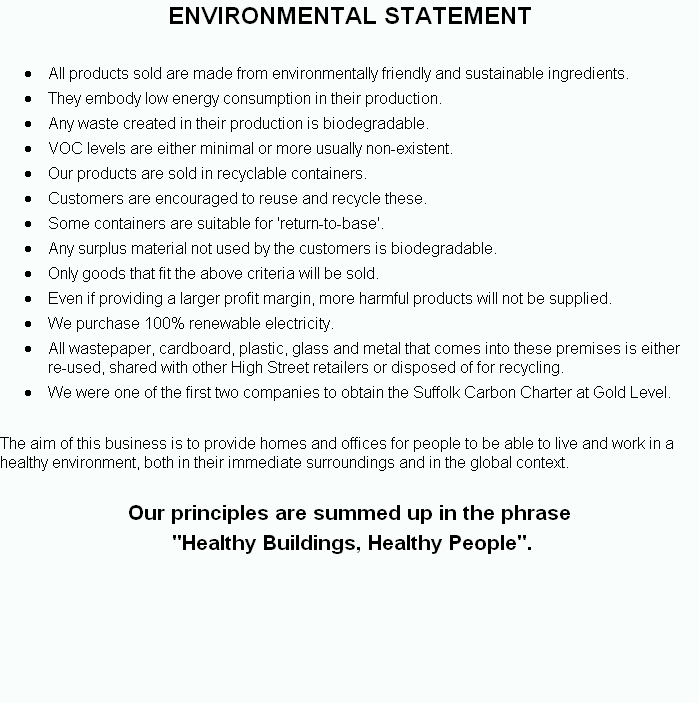 ENVIRONMENTAL STATEMENT
• All products sold are made from environmentally friendly and sustainable ingredients.
• They embody low energy consumption in their production.
• Any waste created in their production is biodegradable.
• VOC levels are either minimal or more usually non-existent.
• Our products are sold in recyclable containers.
• Customers are encouraged to reuse and recycle these.
• Some containers are suitable for 'return-to-base'.
• Any surplus material not used by the customers is biodegradable.
• Only goods that fit the above criteria will be sold.
• Even if providing a larger profit margin, more harmful products will not be supplied.
• We purchase 100% renewable electricity.
• All wastepaper, cardboard, plastic, glass and metal that comes into these premises is either
re-used, shared with other High Street retailers or disposed of for recycling.
• We were one of the first two companies to obtain the Suffolk Carbon Charter at Gold Level.
The aim of this business is to provide homes and offices for people to be able to live and work in a
healthy environment, both in their immediate surroundings and in the global context.
Our principles are summed up in the phrase
"Healthy Buildings, Healthy People".